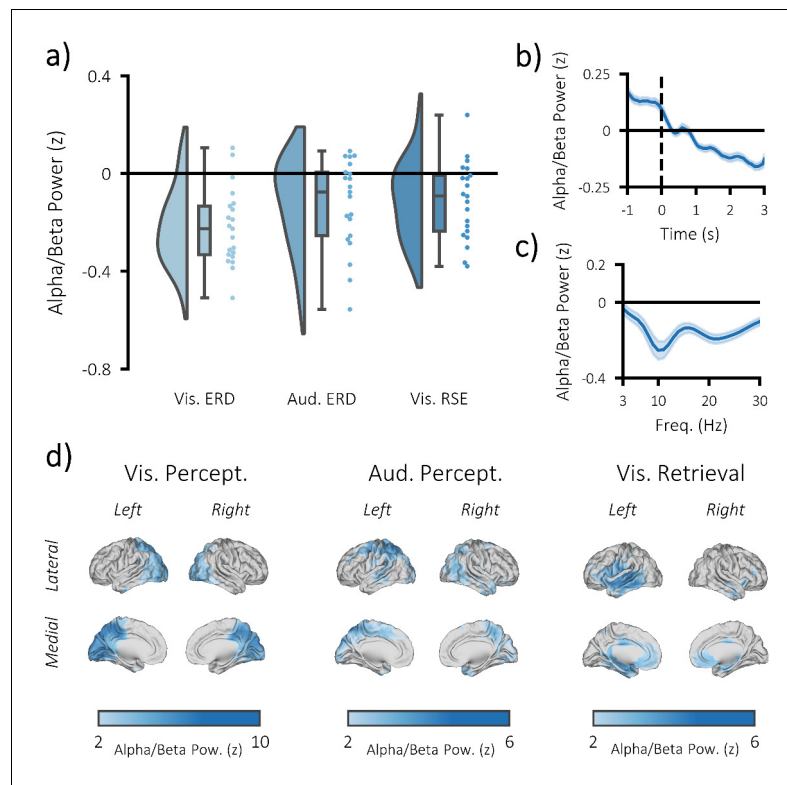 a)
Alpha/Beta Power (z)
0.4
0
-0.4
-0.8
Vis. ERD
Aud. ERD
Vis. RSE
b)
Alpha/Beta Power (z)
0.25
0
-0.25
-1
0
1
2
3
Time (s)
c)
Alpha/Beta Power (z)
0.2
0
-0.4
3
10
20
30
Freq. (Hz)
d)
Vis. Percept.
Aud. Percept.
Vis. Retrieval
Left
Right
Left
Right
Left
Right
Lateral
Medial
2
10
Alpha/Beta Pow. (z)
2
6
Alpha/Beta Pow. (z)
2
6
Alpha/Beta Pow. (z)